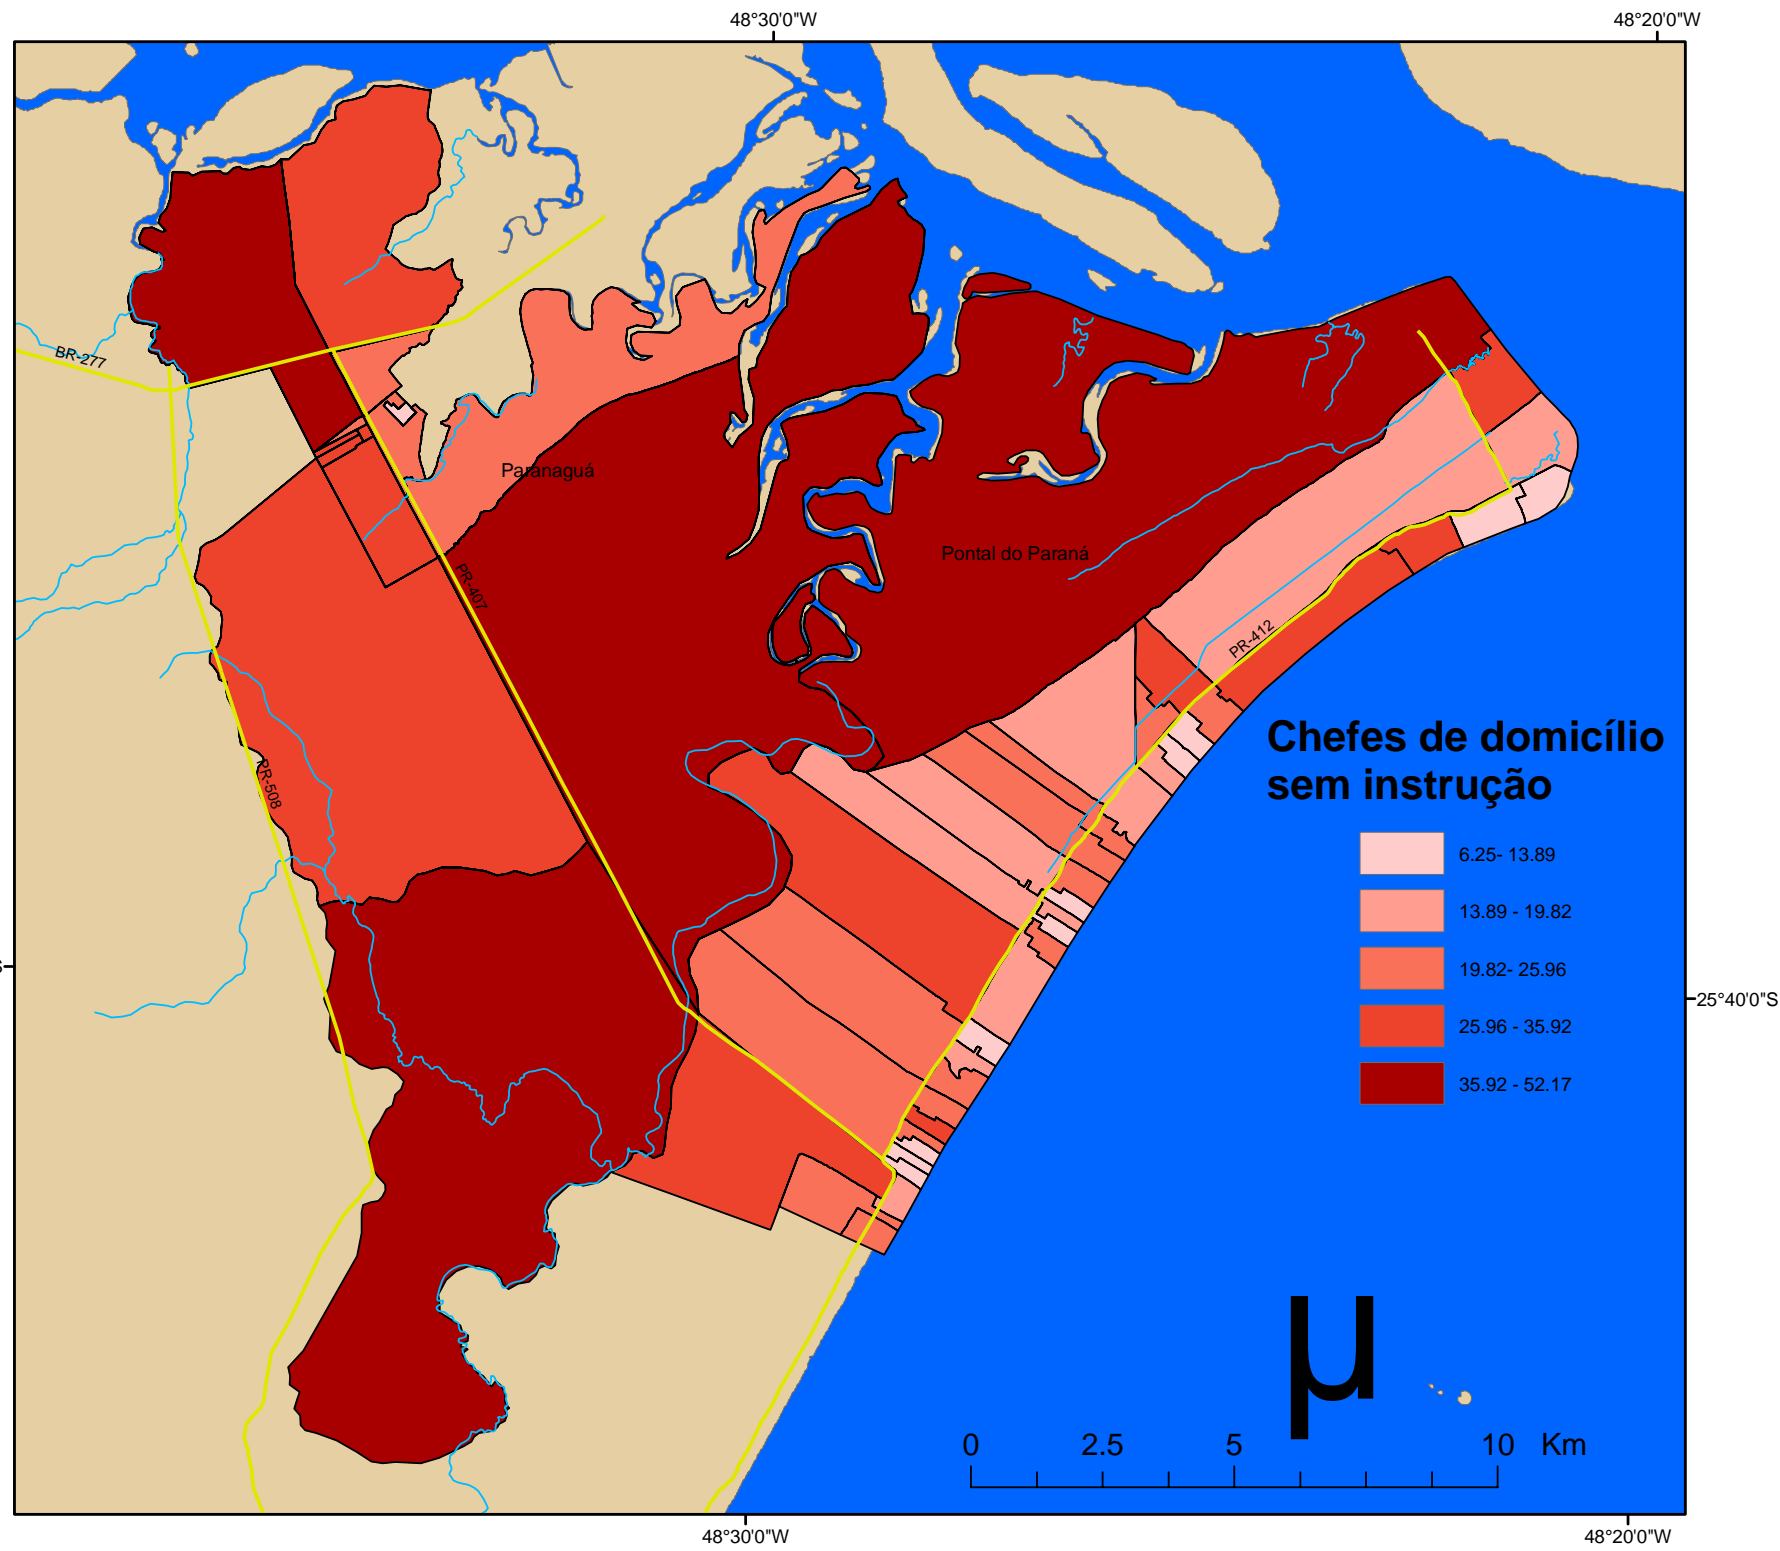 48°30'0"W
48°20'0"W
BR-277
Paranaguá
Pontal do Paraná
PR-407
PR-412
PR-508
Chefes de domicílio
sem instrução
6.25- 13.89
13.89 - 19.82
19.82- 25.96
25.96 - 35.92
35.92 - 52.17
25°40'0"S
µ
0 2.5 5 10 Km
48°30'0"W
48°20'0"W